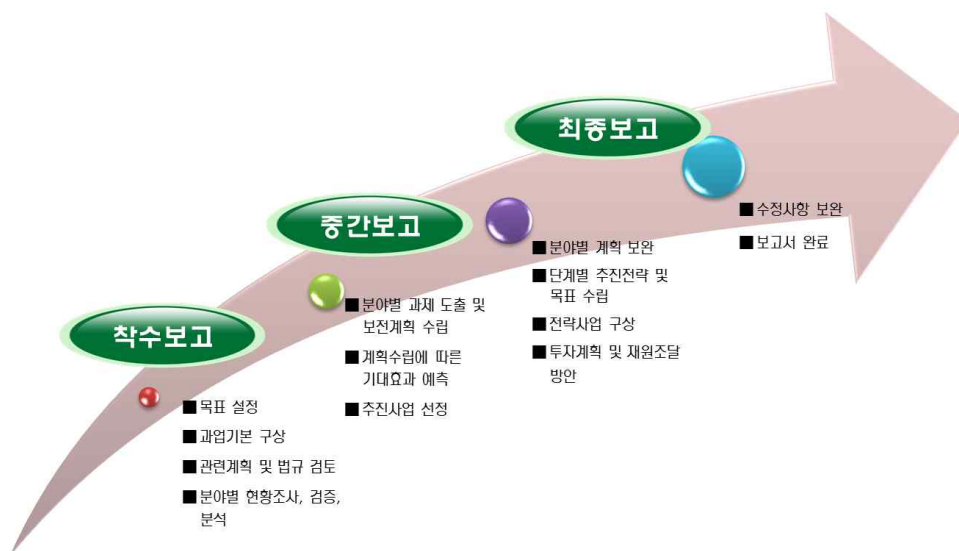 착수보고
■ 목표 설정
■ 과업기본 구상
■ 관련계획 및 법규 검토
■ 분야별 현황조사, 검증,
분석
중간보고
■ 분야별 과제 도출 및
보전계획 수립
■ 계획수립에 따른
기대효과 예측
■ 추진사업 선정
■ 분야별 계획 보완
■ 단계별 추진전략 및
목표 수립
■ 전략사업 구상
■ 투자계획 및 재원조달
방안
최종보고
■ 수정사항 보완
■ 보고서 완료